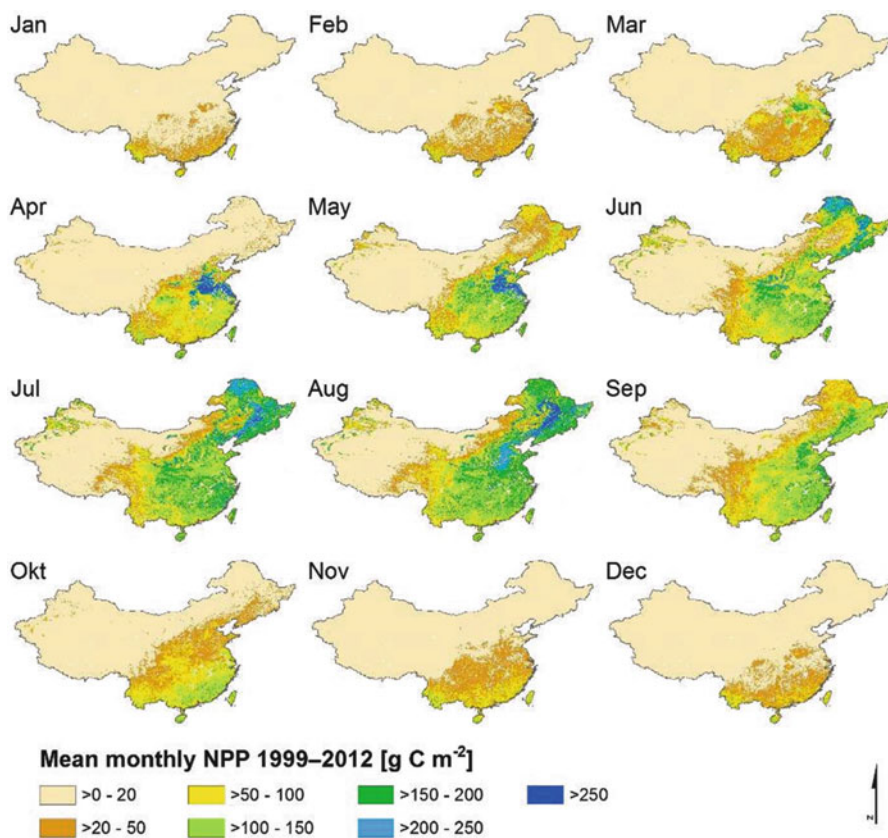 Jan Feb Mar
Apr May Jun
Jul Aug Sep
Okt Nov Dec
Mean monthly NPP 1999–2012 [g C m⁻²]
>0 - 20 >50 - 100 >150 - 200 >250
>20 - 50 >100 - 150 >200 - 250
N